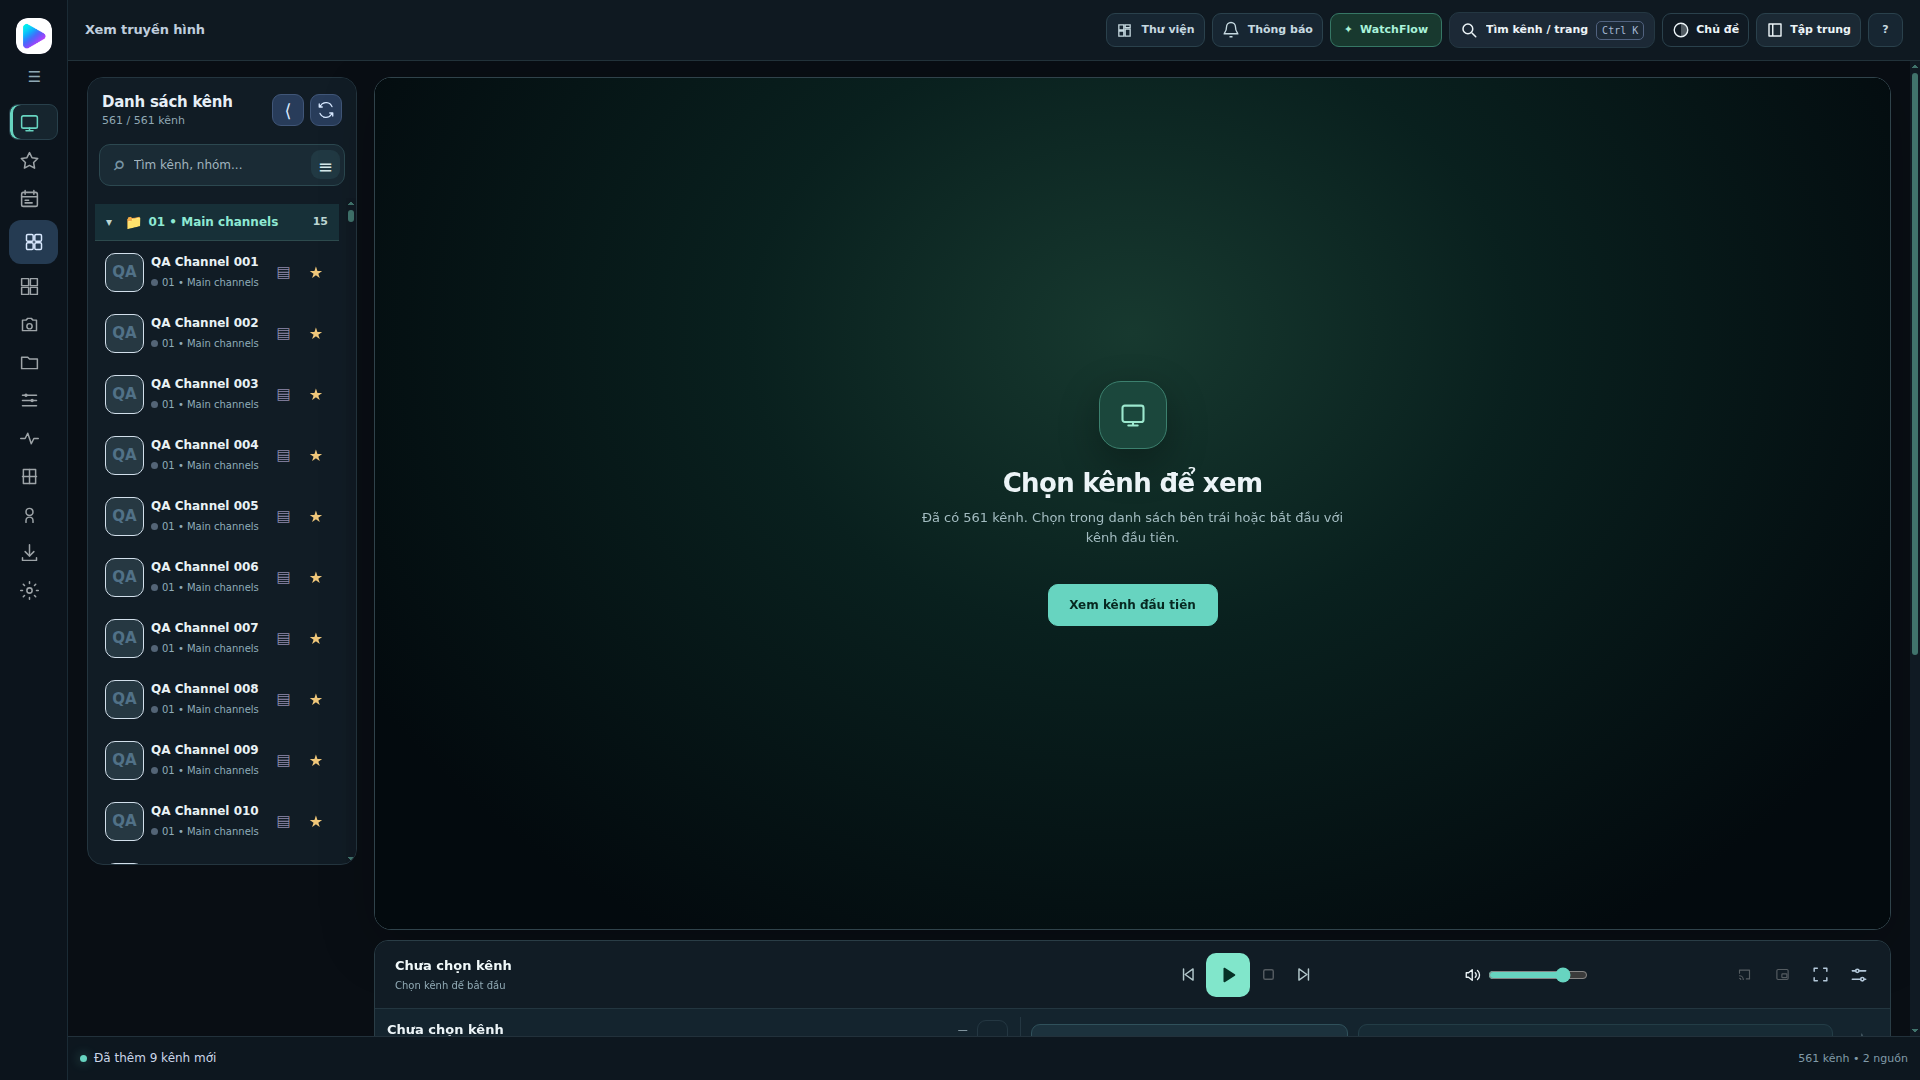 Xem truyền hình
Thư viện
Thông báo
WatchFlow
Tìm kênh / trang
Ctrl K
Chủ đề
Tập trung
?
Danh sách kênh
561 / 561 kênh
Tìm kênh, nhóm...
01 • Main channels
15
QA
QA Channel 001
01 • Main channels
QA
QA Channel 002
01 • Main channels
QA
QA Channel 003
01 • Main channels
QA
QA Channel 004
01 • Main channels
QA
QA Channel 005
01 • Main channels
QA
QA Channel 006
01 • Main channels
QA
QA Channel 007
01 • Main channels
QA
QA Channel 008
01 • Main channels
QA
QA Channel 009
01 • Main channels
QA
QA Channel 010
01 • Main channels
Chọn kênh để xem
Đã có 561 kênh. Chọn trong danh sách bên trái hoặc bắt đầu với
kênh đầu tiên.
Xem kênh đầu tiên
Chưa chọn kênh
Chọn kênh để bắt đầu
Chưa chọn kênh
Đã thêm 9 kênh mới
561 kênh • 2 nguồn